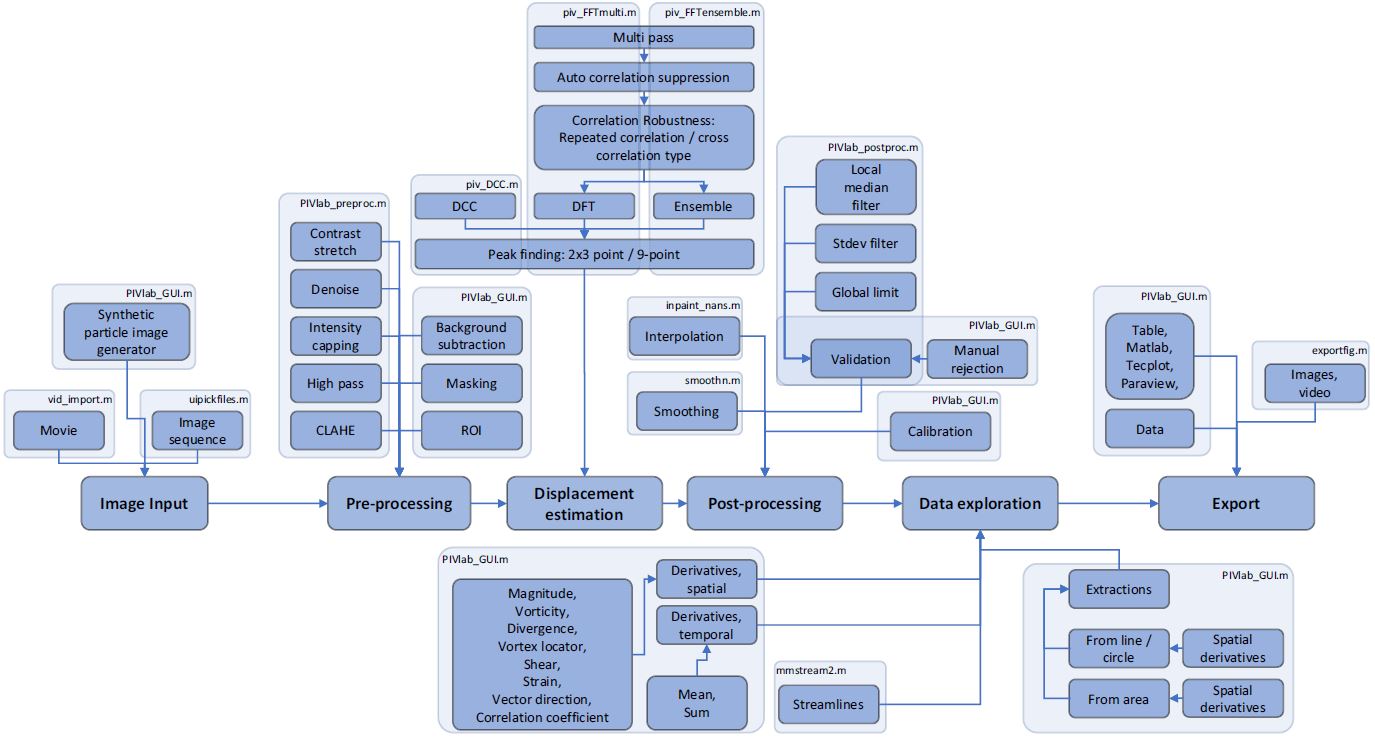 piv_FFTmulti.m
piv_FFTensemble.m
Multi pass
Auto correlation suppression
Correlation Robustness:
Repeated correlation / cross
correlation type
piv_DCC.m
DCC
DFT
Ensemble
Peak finding: 2x3 point / 9-point
PIVlab_GUI.m
Synthetic
particle image
generator
vid_import.m
Movie
uipickfiles.m
Image
sequence
PIVlab_preproc.m
Contrast
stretch
Denoise
Intensity
capping
High pass
CLAHE
PIVlab_GUI.m
Background
subtraction
Masking
ROI
inpaint_nans.m
Interpolation
smoothn.m
Smoothing
PIVlab_postproc.m
Local
median
filter
Stdev filter
Global limit
Validation
PIVlab_GUI.m
Manual
rejection
PIVlab_GUI.m
Calibration
PIVlab_GUI.m
Table,
Matlab,
Tecplot,
Paraview,
Data
exportfig.m
Images,
video
Image Input
Pre-processing
Displacement
estimation
Post-processing
Data exploration
Export
PIVlab_GUI.m
Magnitude,
Vorticity,
Divergence,
Vortex locator,
Shear,
Strain,
Vector direction,
Correlation coefficient
Derivatives,
spatial
Derivatives,
temporal
Mean,
Sum
mmstream2.m
Streamlines
PIVlab_GUI.m
Extractions
From line /
circle
Spatial
derivatives
From area
Spatial
derivatives